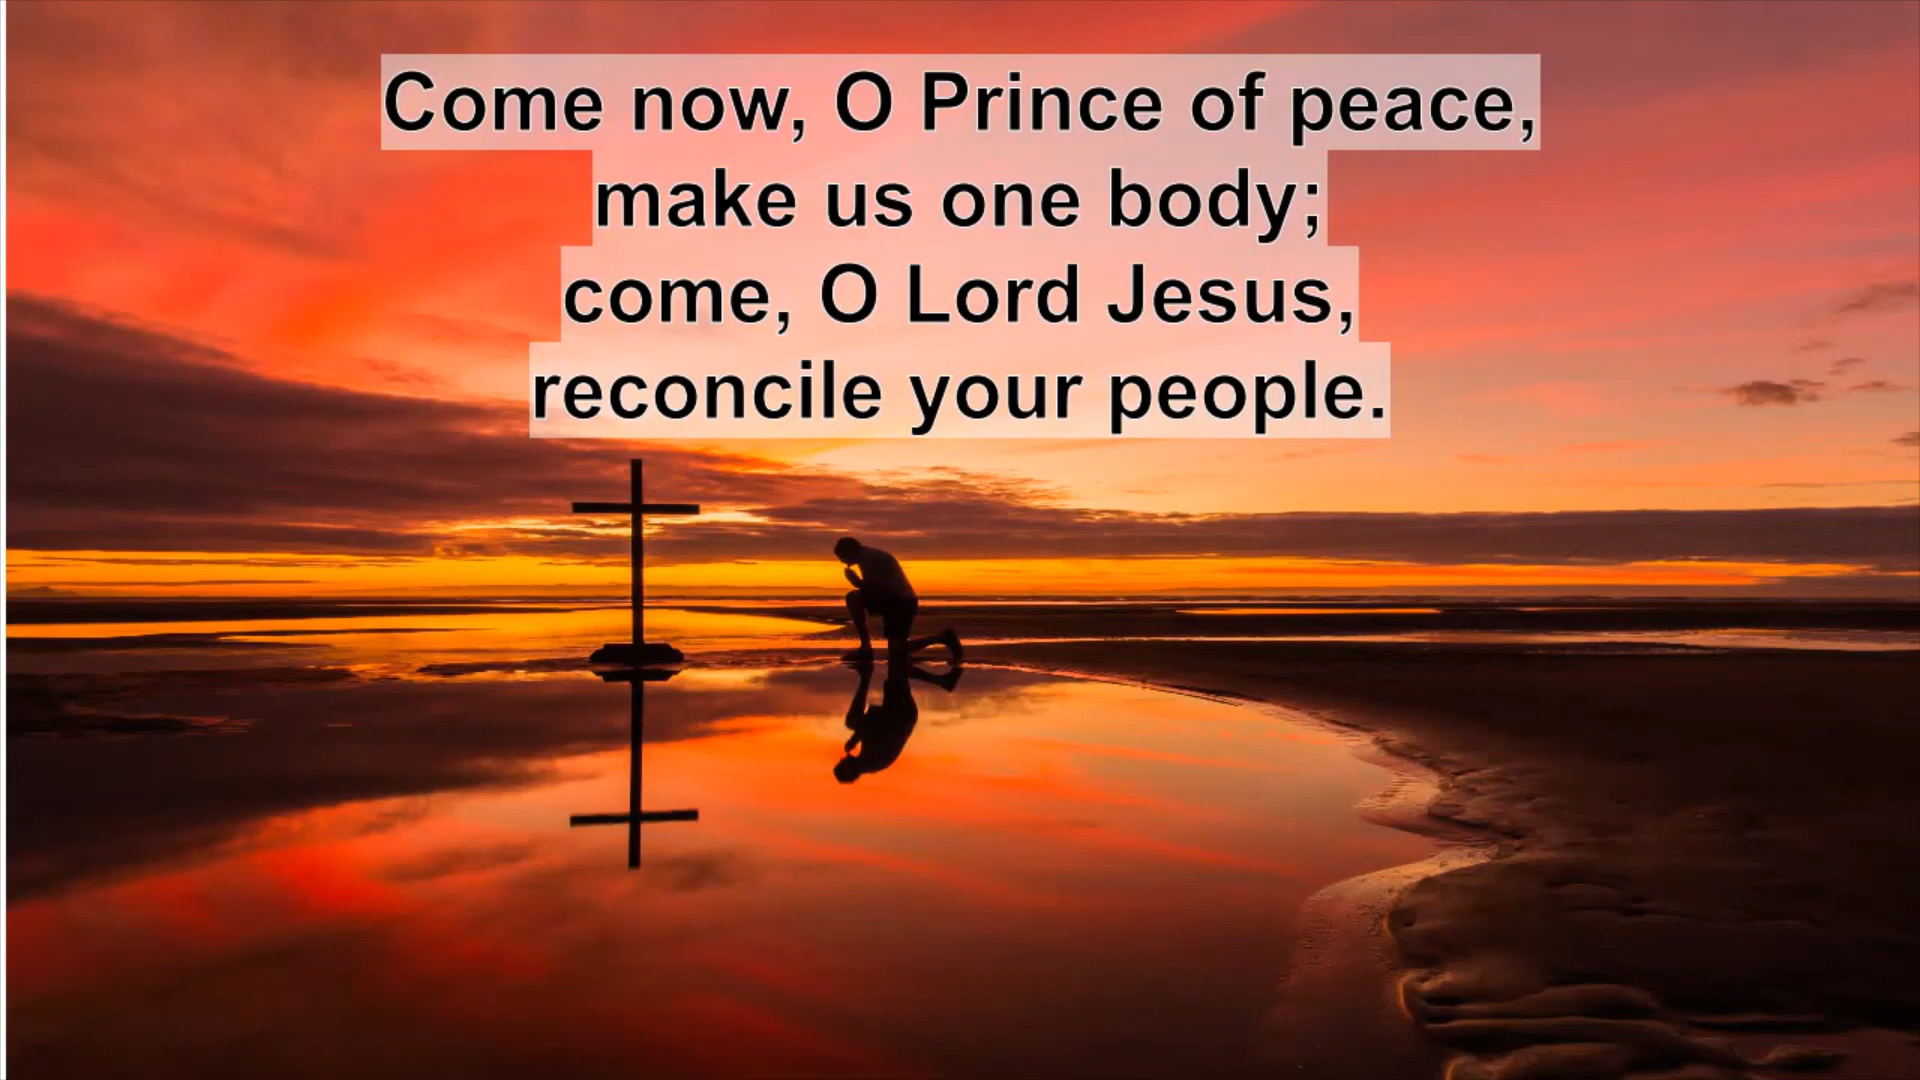 Come now, O Prince of peace,
make us one body;
come, O Lord Jesus,
reconcile your people.